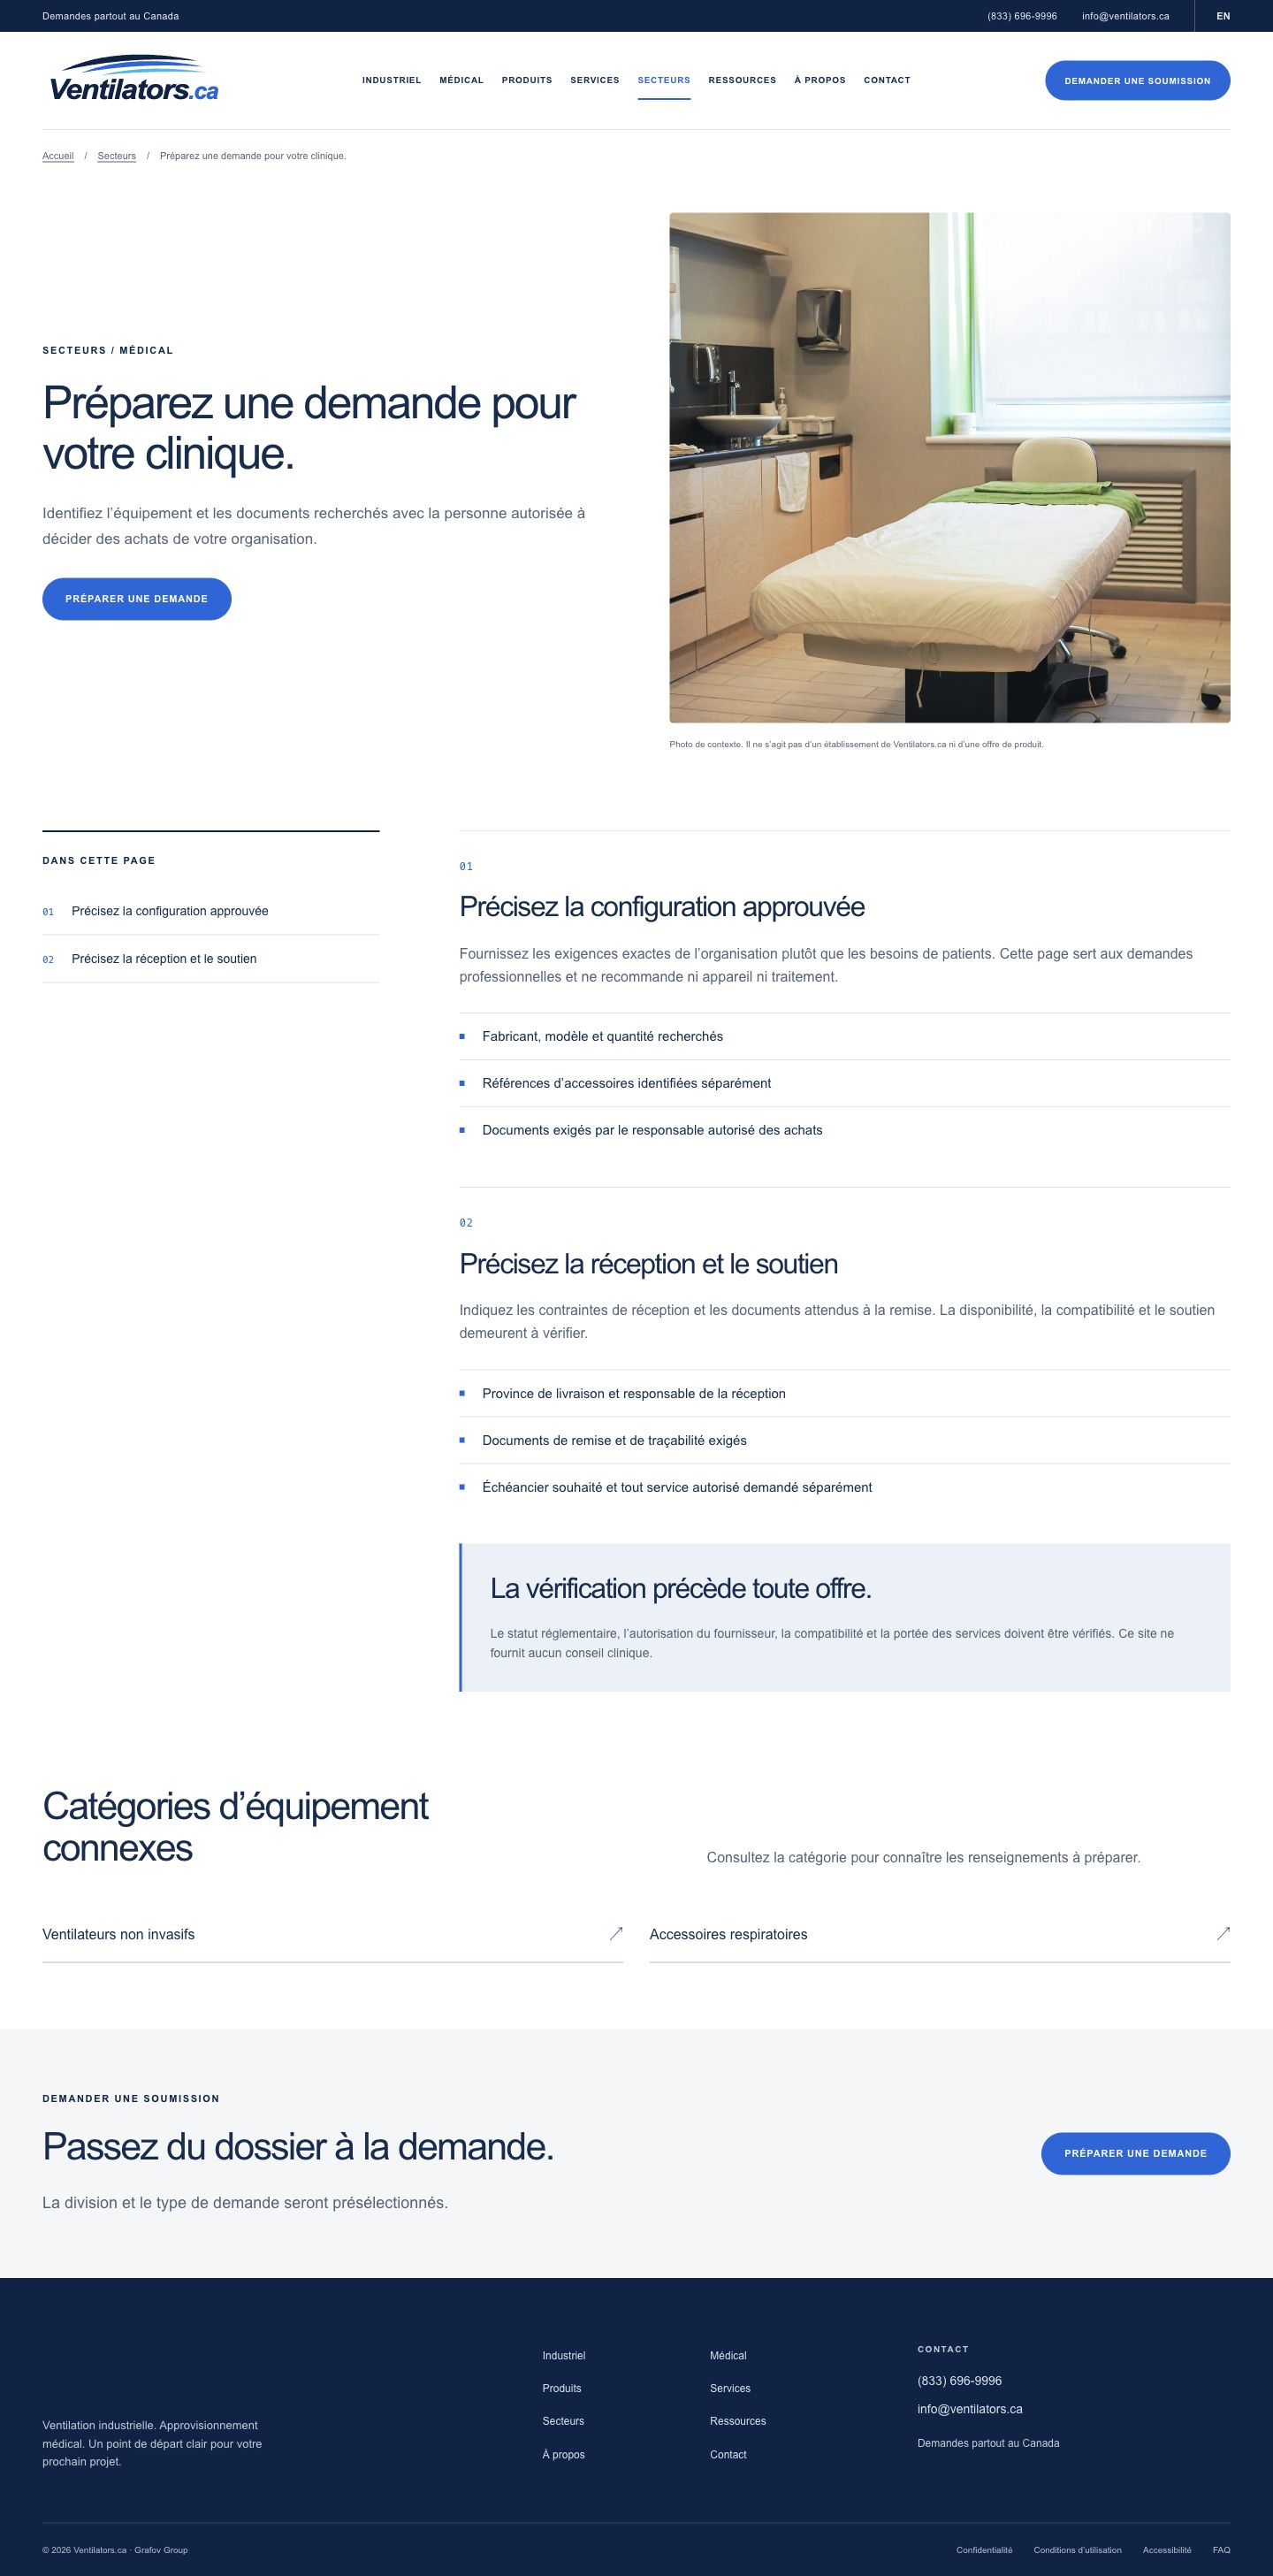 Demandes partout au Canada
(833) 696-9996
info@ventilators.ca
EN
Ventilators.ca
INDUSTRIEL
MÉDICAL
PRODUITS
SERVICES
SECTEURS
RESSOURCES
À PROPOS
CONTACT
DEMANDER UNE SOUMISSION
Accueil / Secteurs / Préparez une demande pour votre clinique.
SECTEURS / MÉDICAL
Préparez une demande pour
votre clinique.
Identifiez l’équipement et les documents recherchés avec la personne autorisée à
décider des achats de votre organisation.
PRÉPARER UNE DEMANDE
Photo de contexte. Il ne s’agit pas d’un établissement de Ventilators.ca ni d’une offre de produit.
DANS CETTE PAGE
01 Précisez la configuration approuvée
02 Précisez la réception et le soutien
01
Précisez la configuration approuvée
Fournissez les exigences exactes de l’organisation plutôt que les besoins de patients. Cette page sert aux demandes
professionnelles et ne recommande ni appareil ni traitement.
Fabricant, modèle et quantité recherchés
Références d’accessoires identifiées séparément
Documents exigés par le responsable autorisé des achats
02
Précisez la réception et le soutien
Indiquez les contraintes de réception et les documents attendus à la remise. La disponibilité, la compatibilité et le soutien
demeurent à vérifier.
Province de livraison et responsable de la réception
Documents de remise et de traçabilité exigés
Échéancier souhaité et tout service autorisé demandé séparément
La vérification précède toute offre.
Le statut réglementaire, l’autorisation du fournisseur, la compatibilité et la portée des services doivent être vérifiés. Ce site ne
fournit aucun conseil clinique.
Catégories d’équipement
connexes
Consultez la catégorie pour connaître les renseignements à préparer.
Ventilateurs non invasifs
Accessoires respiratoires
DEMANDER UNE SOUMISSION
Passez du dossier à la demande.
La division et le type de demande seront présélectionnés.
PRÉPARER UNE DEMANDE
Ventilation industrielle. Approvisionnement
médical. Un point de départ clair pour votre
prochain projet.
Industriel
Produits
Secteurs
À propos
Médical
Services
Ressources
Contact
CONTACT
(833) 696-9996
info@ventilators.ca
Demandes partout au Canada
© 2026 Ventilators.ca · Grafov Group
Confidentialité
Conditions d’utilisation
Accessibilité
FAQ